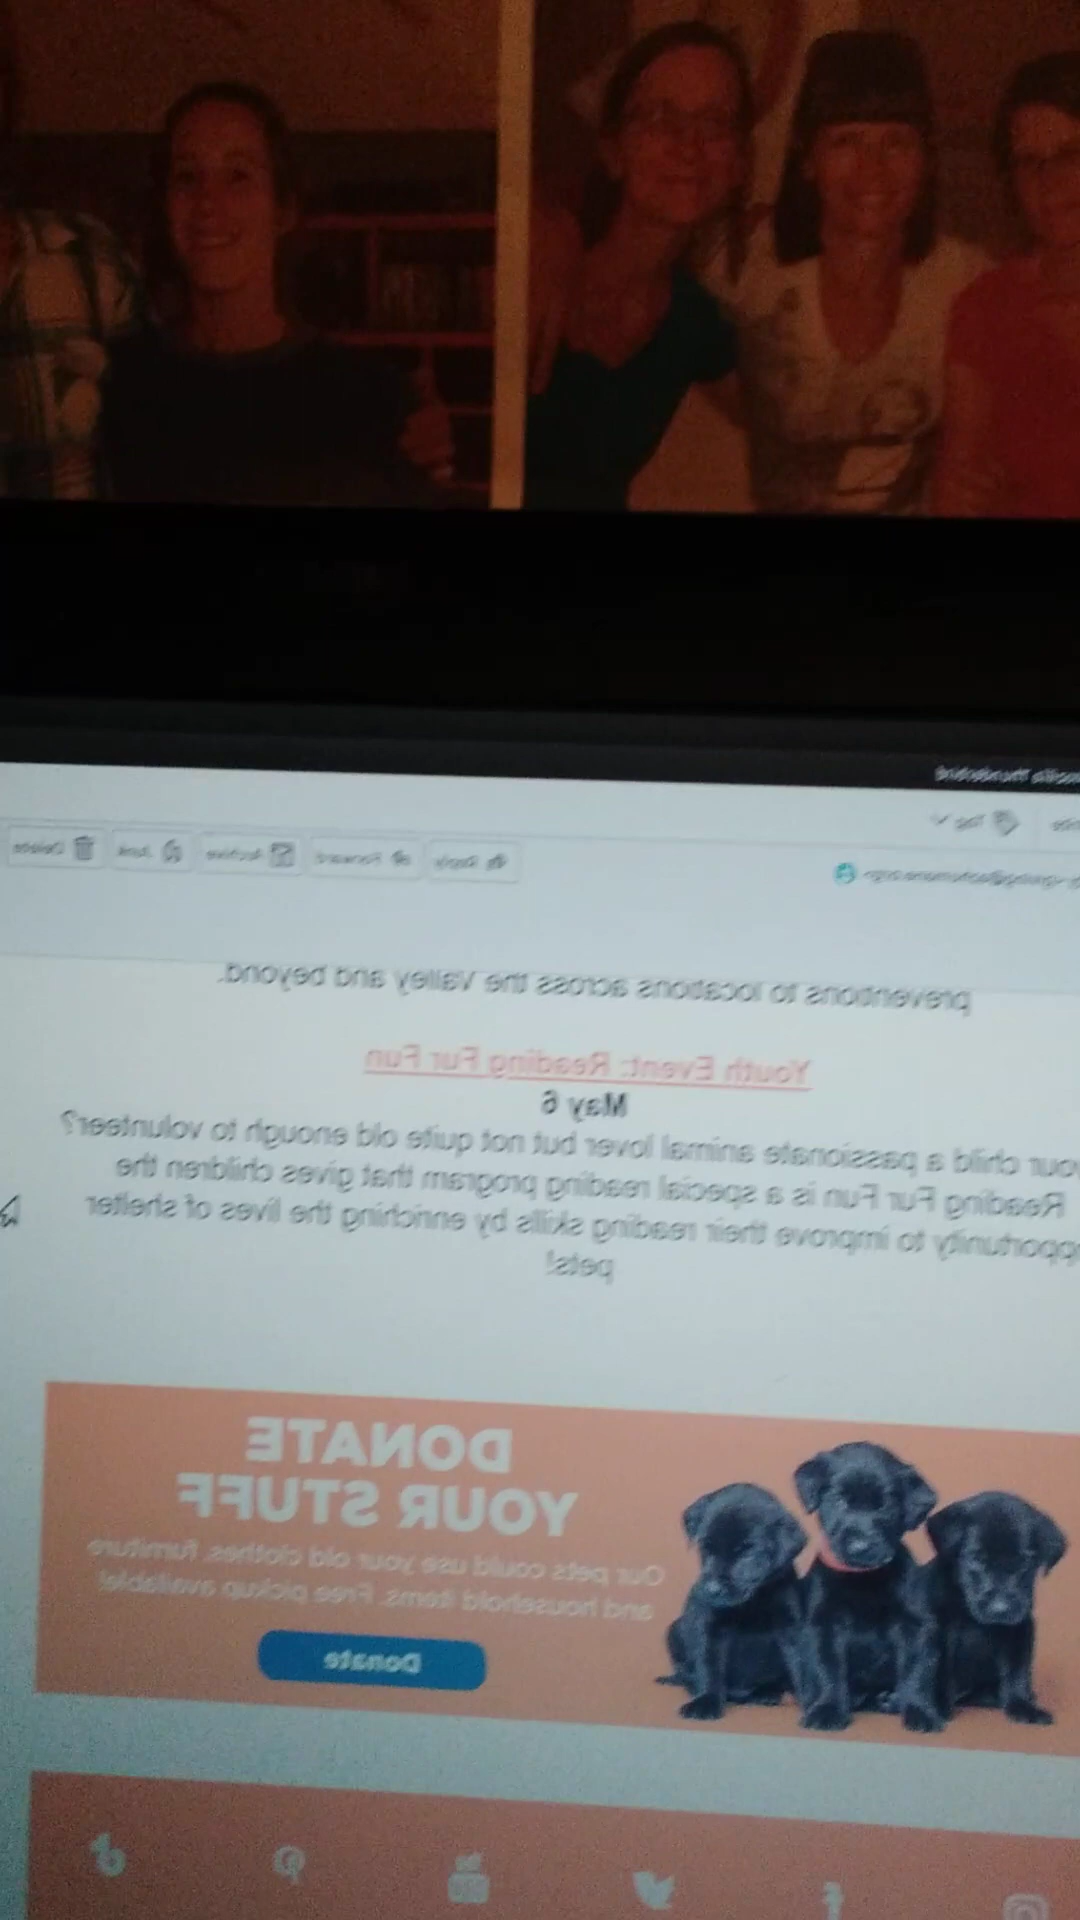 Mozilla Thunderbird
Tag
Reply Forward Archive Junk Delete
preventions to locations across the Valley and beyond.
Youth Event: Reading Fur Fun
May 6
your child a passionate animal lover but not quite old enough to volunteer?
Reading Fur Fun is a special reading program that gives children the
opportunity to improve their reading skills by enriching the lives of shelter
pets!
DONATE
YOUR STUFF
Our pets could use your old clothes, furniture
and household items. Free pickup available!
Donate